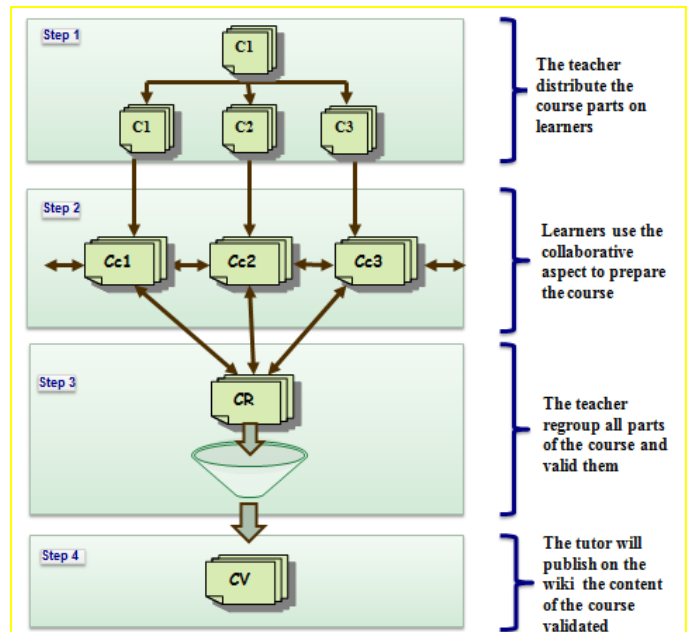 Step 1
C1
C1
C2
C3
The teacher
distribute the
course parts on
learners
Step 2
Cc1
Cc2
Cc3
Learners use the
collaborative
aspect to prepare
the course
Step 3
CR
The teacher
regroup all parts
of the course and
valid them
Step 4
CV
The tutor will
publish on the
wiki the content
of the course
validated